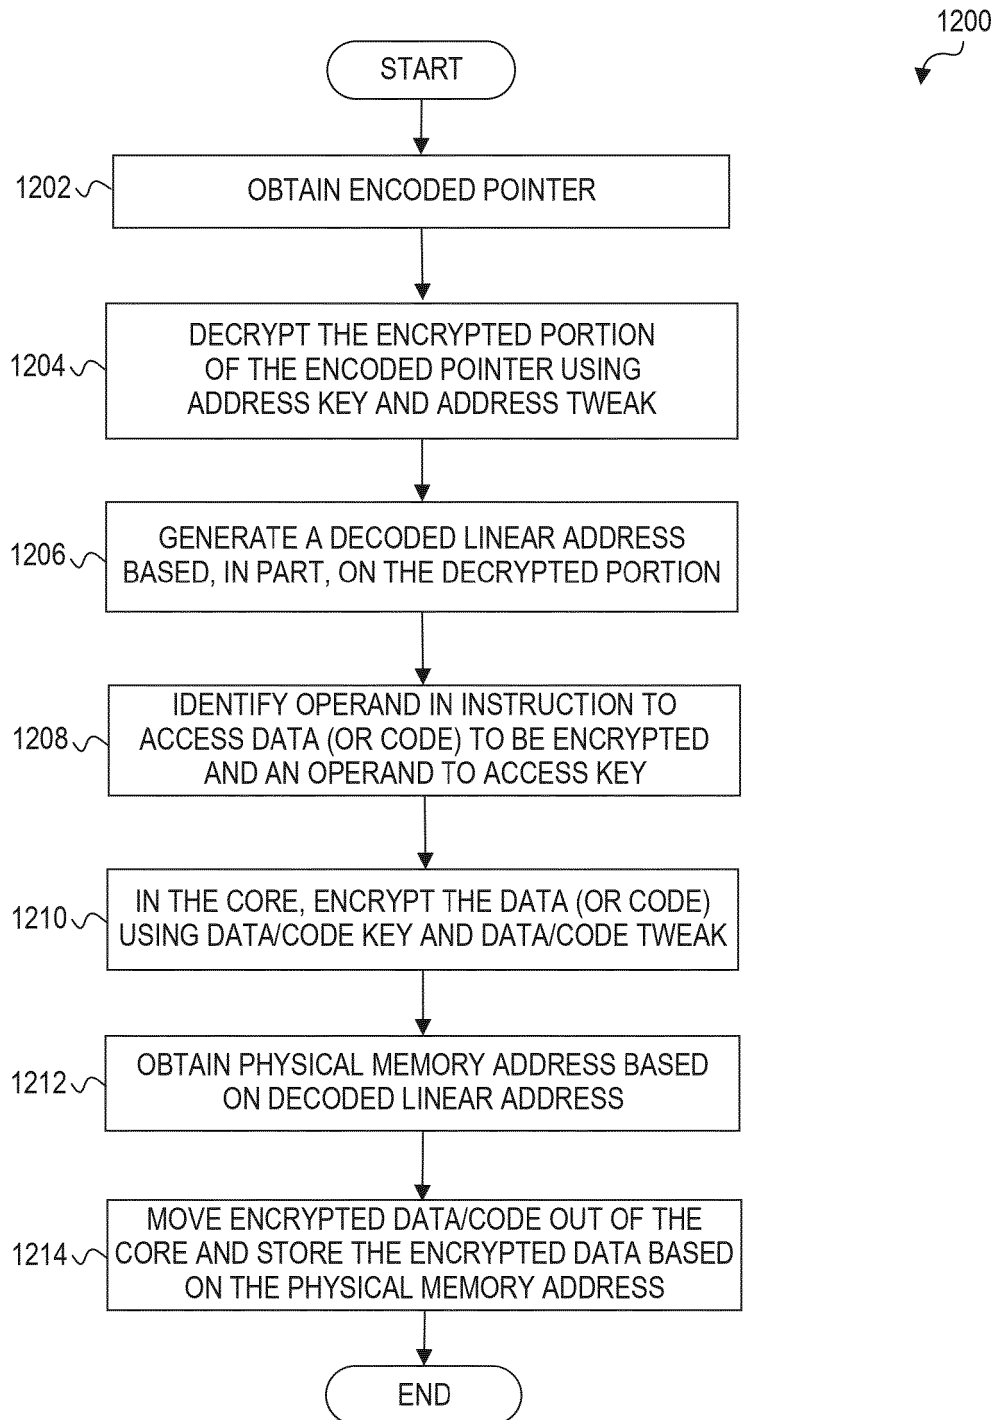 1200
START
1202
OBTAIN ENCODED POINTER
1204
DECRYPT THE ENCRYPTED PORTION
OF THE ENCODED POINTER USING
ADDRESS KEY AND ADDRESS TWEAK
1206
GENERATE A DECODED LINEAR ADDRESS
BASED, IN PART, ON THE DECRYPTED PORTION
1208
IDENTIFY OPERAND IN INSTRUCTION TO
ACCESS DATA (OR CODE) TO BE ENCRYPTED
AND AN OPERAND TO ACCESS KEY
1210
IN THE CORE, ENCRYPT THE DATA (OR CODE)
USING DATA/CODE KEY AND DATA/CODE TWEAK
1212
OBTAIN PHYSICAL MEMORY ADDRESS BASED
ON DECODED LINEAR ADDRESS
1214
MOVE ENCRYPTED DATA/CODE OUT OF THE
CORE AND STORE THE ENCRYPTED DATA BASED
ON THE PHYSICAL MEMORY ADDRESS
END